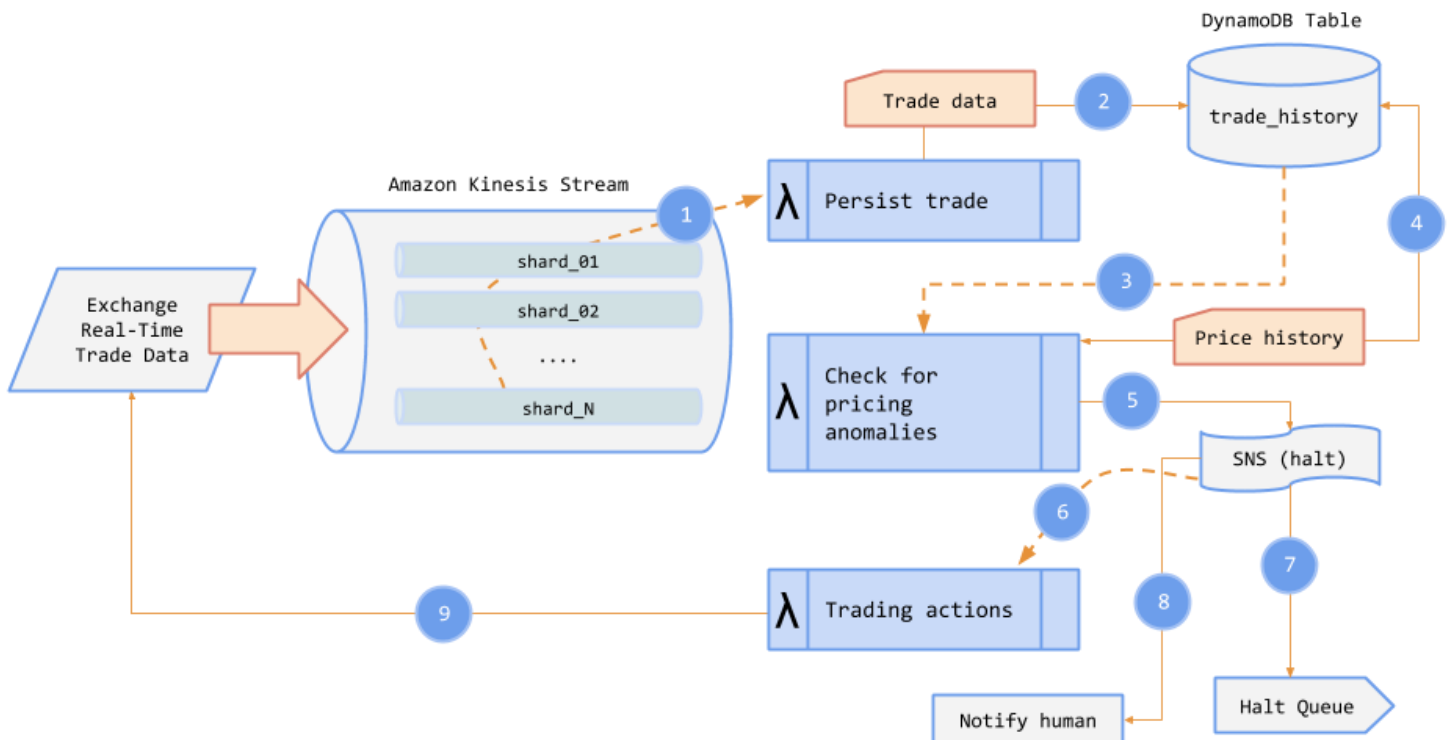 DynamoDB Table
Trade data
2
trade_history
Amazon Kinesis Stream
1
λ
Persist trade
4
shard_01
3
Exchange
Real-Time
Trade Data
shard_02
....
shard_N
Price history
λ
Check for
pricing
anomalies
5
SNS (halt)
6
7
λ
Trading actions
8
9
Notify human
Halt Queue